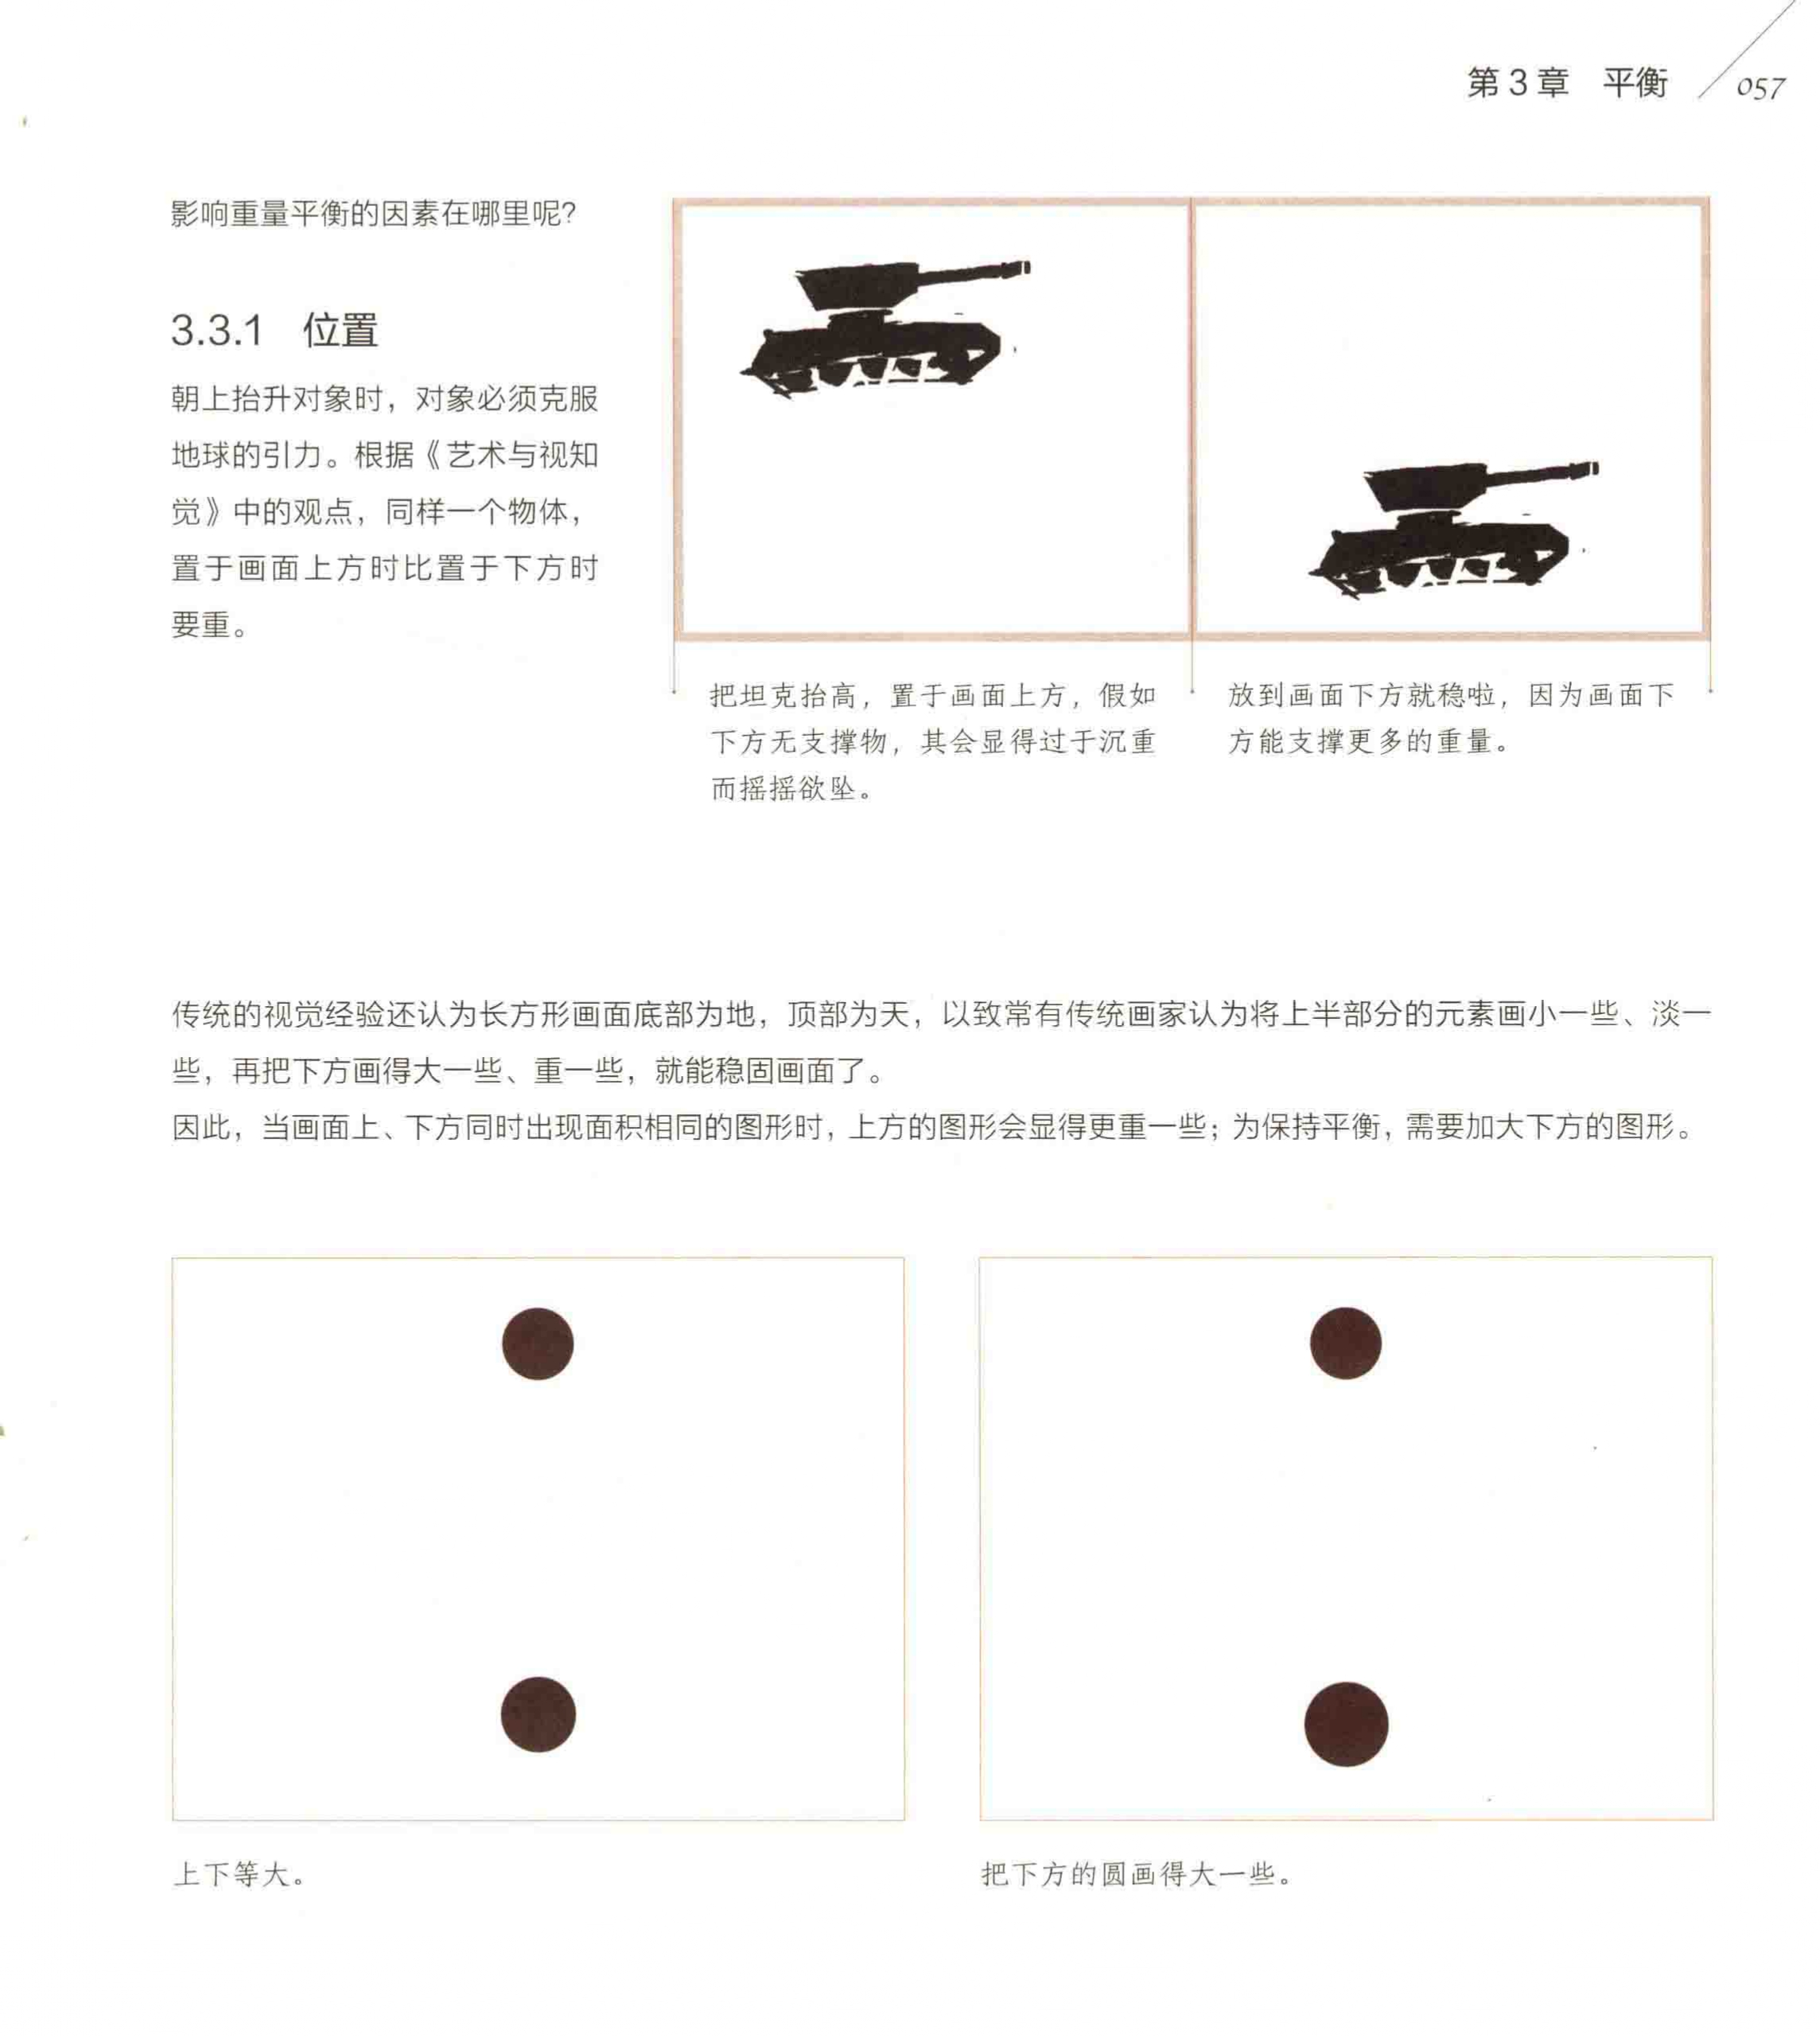 第3章 平衡 057
影响重量平衡的因素在哪里呢？
3.3.1 位置
朝上抬升对象时，对象必须克服
地球的引力。根据《艺术与视知
觉》中的观点，同样一个物体，
置于画面上方时比置于下方时
要重。
把坦克抬高，置于画面上方，假如
下方无支撑物，其会显得过于沉重
而摇摇欲坠。
放到画面下方就稳啦，因为画面下
方能支撑更多的重量。
传统的视觉经验还认为长方形画面底部为地，顶部为天，以致常有传统画家认为将上半部分的元素画小一些、淡一
些，再把下方画得大一些、重一些，就能稳固画面了。
因此，当画面上、下方同时出现面积相同的图形时，上方的图形会显得更重一些；为保持平衡，需要加大下方的图形。
上下等大。
把下方的圆画得大一些。